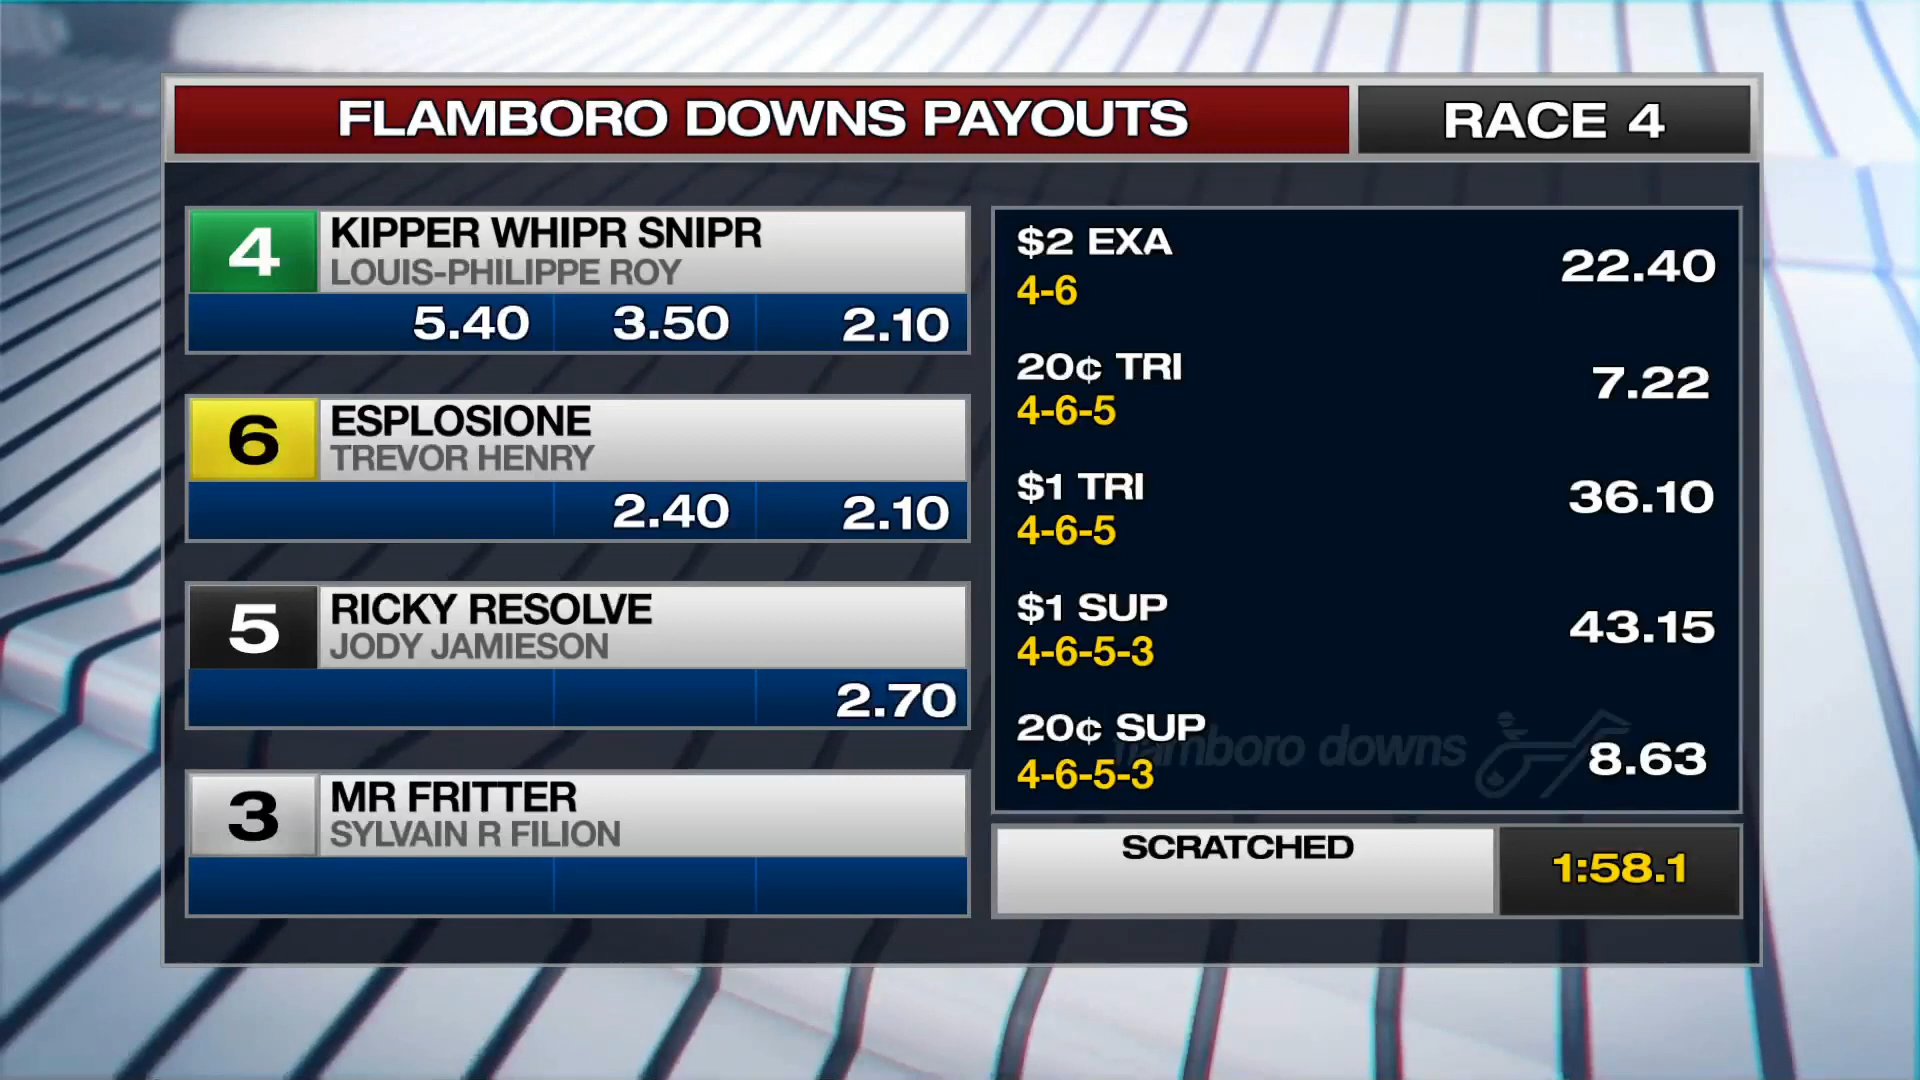 FLAMBORO DOWNS PAYOUTS
RACE 4
4
KIPPER WHIPR SNIPR
LOUIS-PHILIPPE ROY
5.40 3.50 2.10
6
ESPLOSIONE
TREVOR HENRY
2.40 2.10
5
RICKY RESOLVE
JODY JAMIESON
2.70
3
MR FRITTER
SYLVAIN R FILION
$2 EXA
4-6
22.40
20¢ TRI
4-6-5
7.22
$1 TRI
4-6-5
36.10
$1 SUP
4-6-5-3
43.15
20¢ SUP
4-6-5-3
8.63
flamboro downs
SCRATCHED
1:58.1